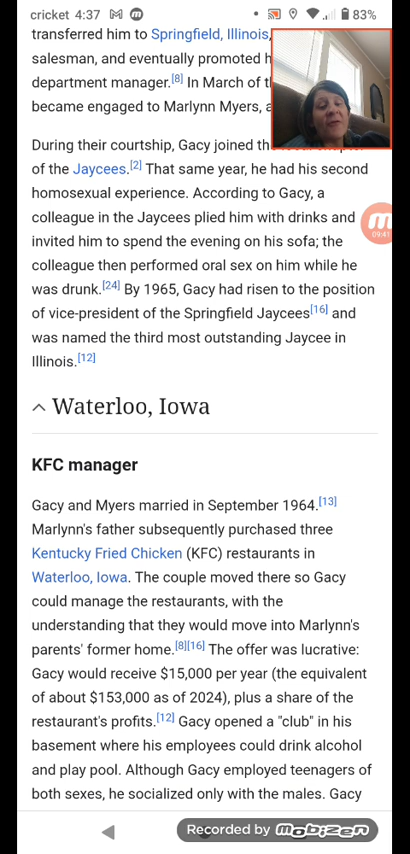 cricket 4:37 83%
transferred him to Springfield, Illinois,
salesman, and eventually promoted h
department manager.[8] In March of t
became engaged to Marlynn Myers, a
During their courtship, Gacy joined the local chapter
of the Jaycees.[2] That same year, he had his second
homosexual experience. According to Gacy, a
colleague in the Jaycees plied him with drinks and
invited him to spend the evening on his sofa; the
colleague then performed oral sex on him while he
was drunk.[24] By 1965, Gacy had risen to the position
of vice-president of the Springfield Jaycees[16] and
was named the third most outstanding Jaycee in
Illinois.[12]
m
09:41
Waterloo, Iowa
KFC manager
Gacy and Myers married in September 1964.[13]
Marlynn's father subsequently purchased three
Kentucky Fried Chicken (KFC) restaurants in
Waterloo, Iowa. The couple moved there so Gacy
could manage the restaurants, with the
understanding that they would move into Marlynn's
parents' former home.[8][16] The offer was lucrative:
Gacy would receive $15,000 per year (the equivalent
of about $153,000 as of 2024), plus a share of the
restaurant's profits.[12] Gacy opened a "club" in his
basement where his employees could drink alcohol
and play pool. Although Gacy employed teenagers of
both sexes, he socialized only with the males. Gacy
Recorded by mobizen